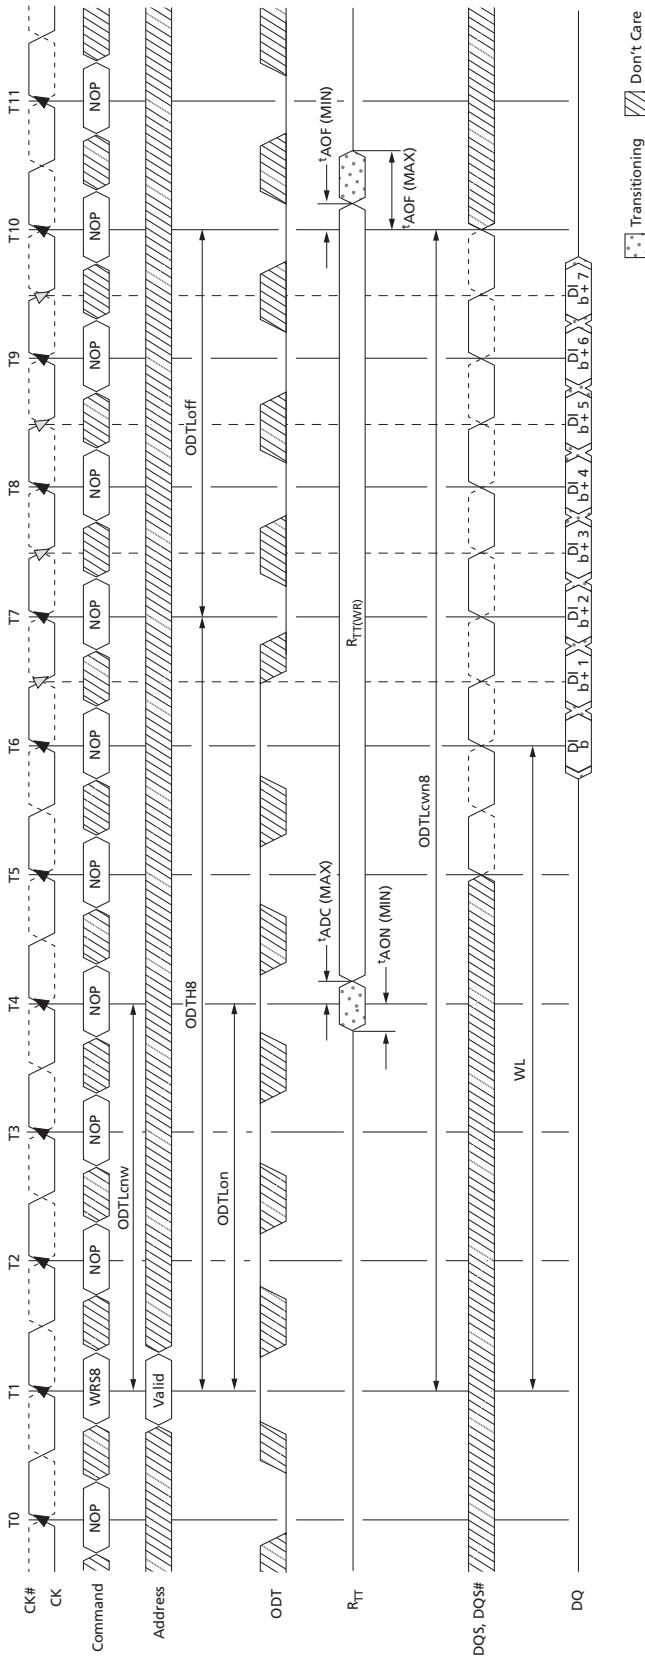 T0 T1 T2 T3 T4 T5 T6 T7 T8 T9 T10 T11
CK#
CK
Command NOP WRS8 NOP NOP NOP NOP NOP NOP NOP NOP NOP NOP
ODTLcnw
Address Valid
ODTH8 ODTLoff
ODTLon
ODT
tADC (MAX) tAOF (MIN)
RTT RTT(WR)
tAON (MIN) tAOF (MAX)
ODTLcwn8
DQS, DQS#
WL
DQ DI b DI b + 1 DI b + 2 DI b + 3 DI b + 4 DI b + 5 DI b + 6 DI b + 7
Transitioning Don't Care